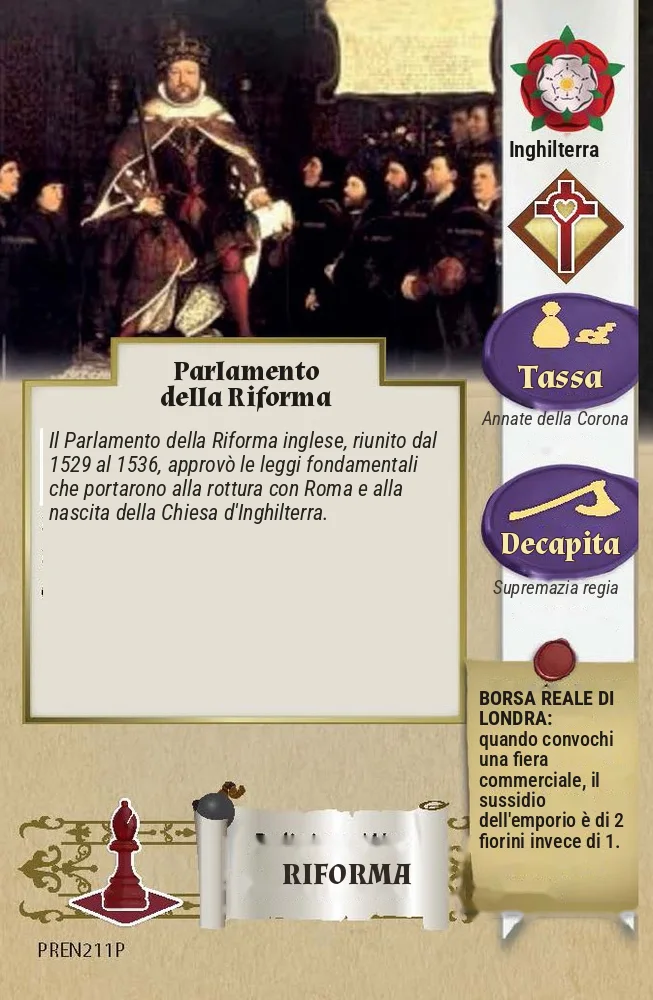 Inghilterra
Tassa
Annate della Corona
Decapita
Supremazia regia
Parlamento
della Riforma
Il Parlamento della Riforma inglese, riunito dal
1529 al 1536, approvò le leggi fondamentali
che portarono alla rottura con Roma e alla
nascita della Chiesa d'Inghilterra.
BORSA REALE DI
LONDRA:
quando convochi
una fiera
commerciale, il
sussidio
dell'emporio è di 2
fiorini invece di 1.
RIFORMA
PREN211P